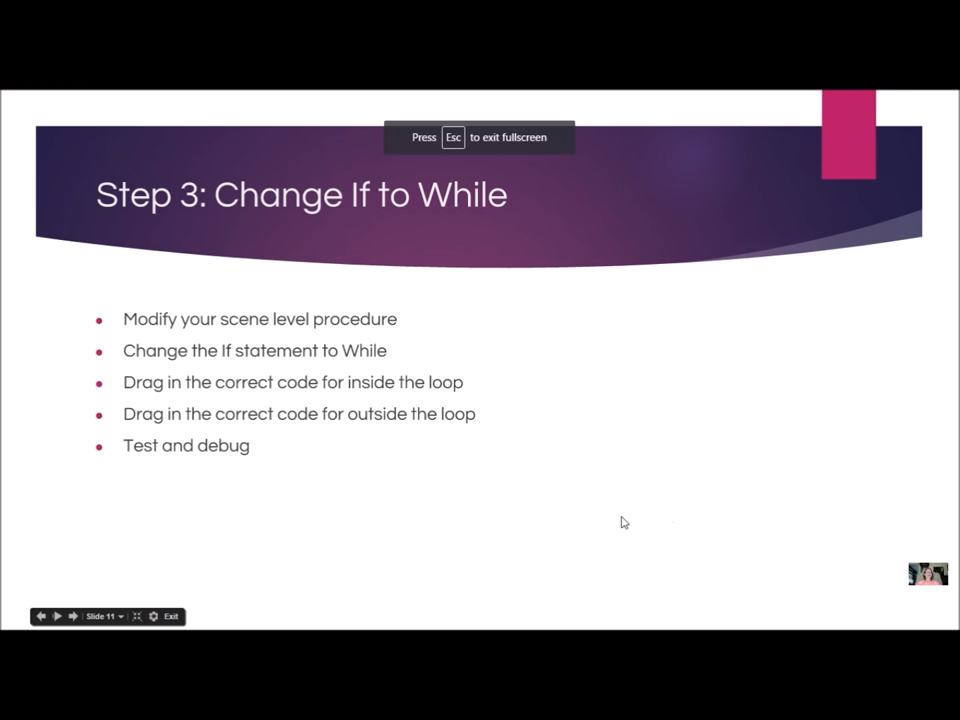 Press Esc to exit fullscreen
Step 3: Change If to While
Modify your scene level procedure
Change the If statement to While
Drag in the correct code for inside the loop
Drag in the correct code for outside the loop
Test and debug
Slide 11 Exit